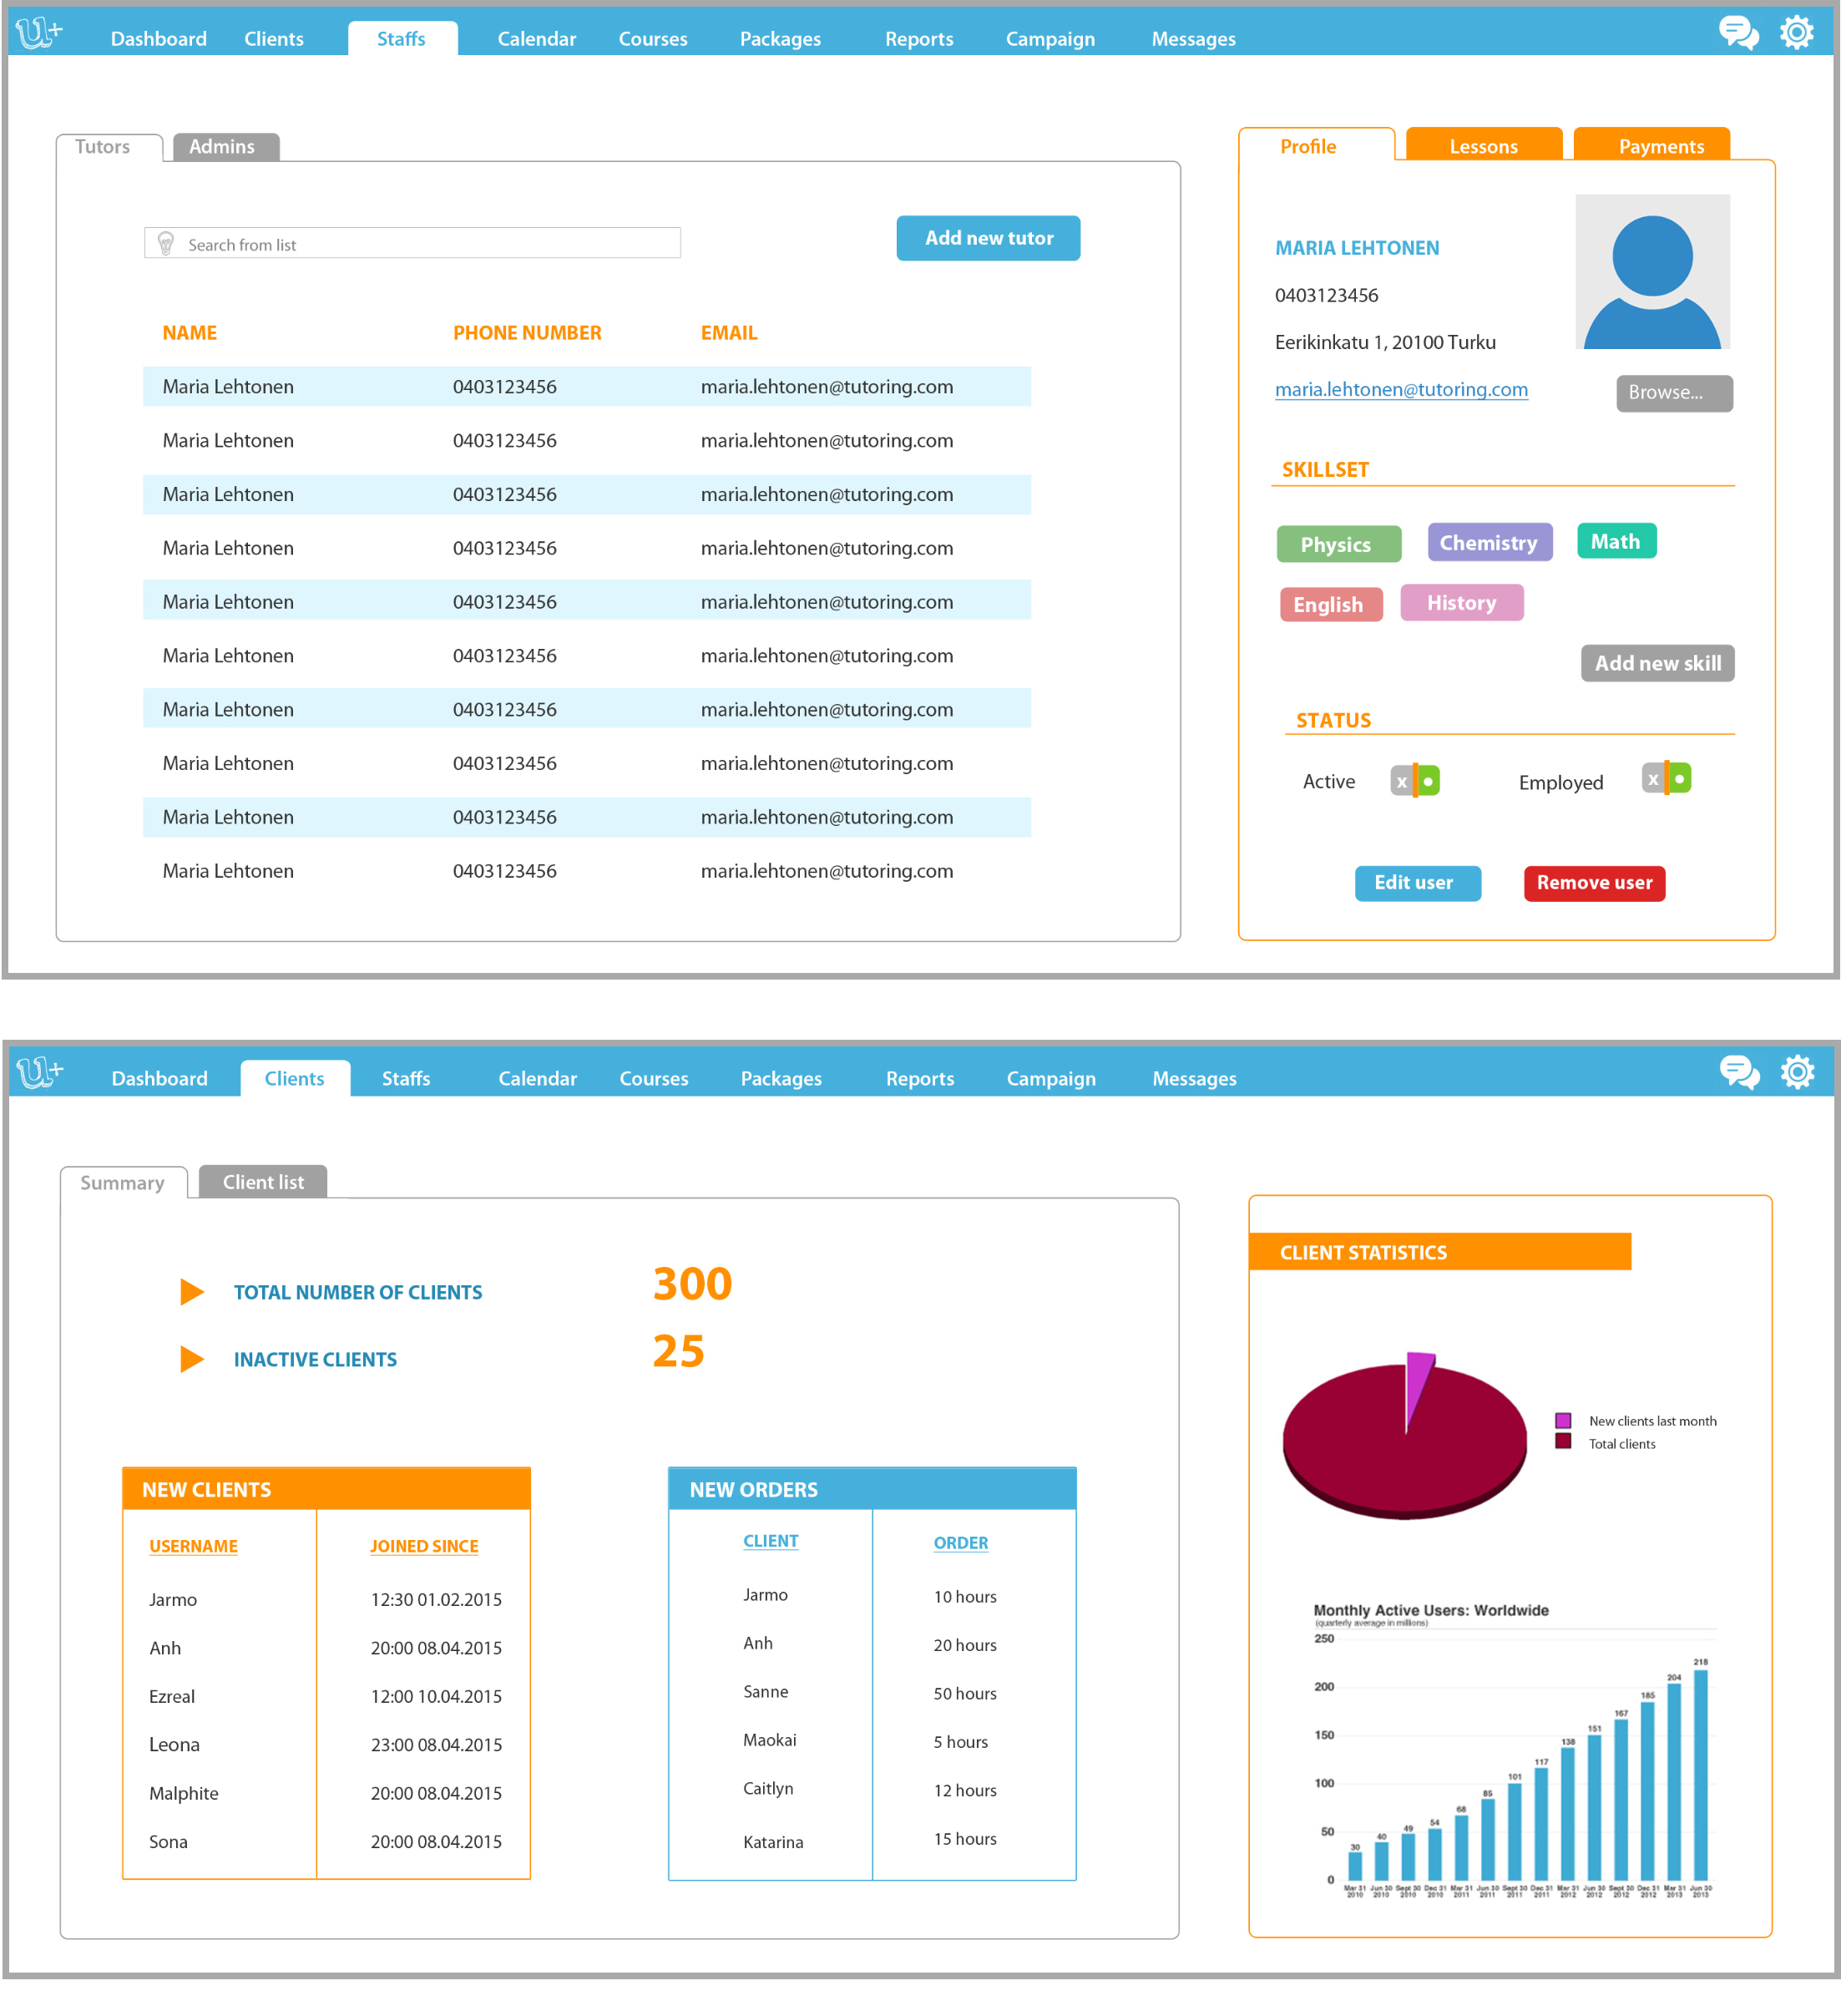 u+ Dashboard Clients Staffs Calendar Courses Packages Reports Campaign Messages
Tutors Admins
Search from list
Add new tutor
NAME PHONE NUMBER EMAIL
Maria Lehtonen 0403123456 maria.lehtonen@tutoring.com
Maria Lehtonen 0403123456 maria.lehtonen@tutoring.com
Maria Lehtonen 0403123456 maria.lehtonen@tutoring.com
Maria Lehtonen 0403123456 maria.lehtonen@tutoring.com
Maria Lehtonen 0403123456 maria.lehtonen@tutoring.com
Maria Lehtonen 0403123456 maria.lehtonen@tutoring.com
Maria Lehtonen 0403123456 maria.lehtonen@tutoring.com
Maria Lehtonen 0403123456 maria.lehtonen@tutoring.com
Maria Lehtonen 0403123456 maria.lehtonen@tutoring.com
Maria Lehtonen 0403123456 maria.lehtonen@tutoring.com
Profile Lessons Payments
MARIA LEHTONEN
0403123456
Eerikinkatu 1, 20100 Turku
maria.lehtonen@tutoring.com
Browse...
SKILLSET
Physics Chemistry Math
English History
Add new skill
STATUS
Active x Employed x
Edit user Remove user
u+ Dashboard Clients Staffs Calendar Courses Packages Reports Campaign Messages
Summary Client list
TOTAL NUMBER OF CLIENTS 300
INACTIVE CLIENTS 25
NEW CLIENTS
USERNAME JOINED SINCE
Jarmo 12:30 01.02.2015
Anh 20:00 08.04.2015
Ezreal 12:00 10.04.2015
Leona 23:00 08.04.2015
Malphite 20:00 08.04.2015
Sona 20:00 08.04.2015
NEW ORDERS
CLIENT ORDER
Jarmo 10 hours
Anh 20 hours
Sanne 50 hours
Maokai 5 hours
Caitlyn 12 hours
Katarina 15 hours
CLIENT STATISTICS
New clients last month
Total clients
Monthly Active Users: Worldwide
(quarterly average in millions)
250
200
150
100
50
0
30 40 49 54 68 85 101 117 138 151 167 185 204 218
Mar 31 Jun 30 Sept 30 Dec 31 Mar 31 Jun 30 Sept 30 Dec 31 Mar 31 Jun 30 Sept 30 Dec 31 Mar 31 Jun 30
2010 2010 2010 2010 2011 2011 2011 2011 2012 2012 2012 2012 2013 2013